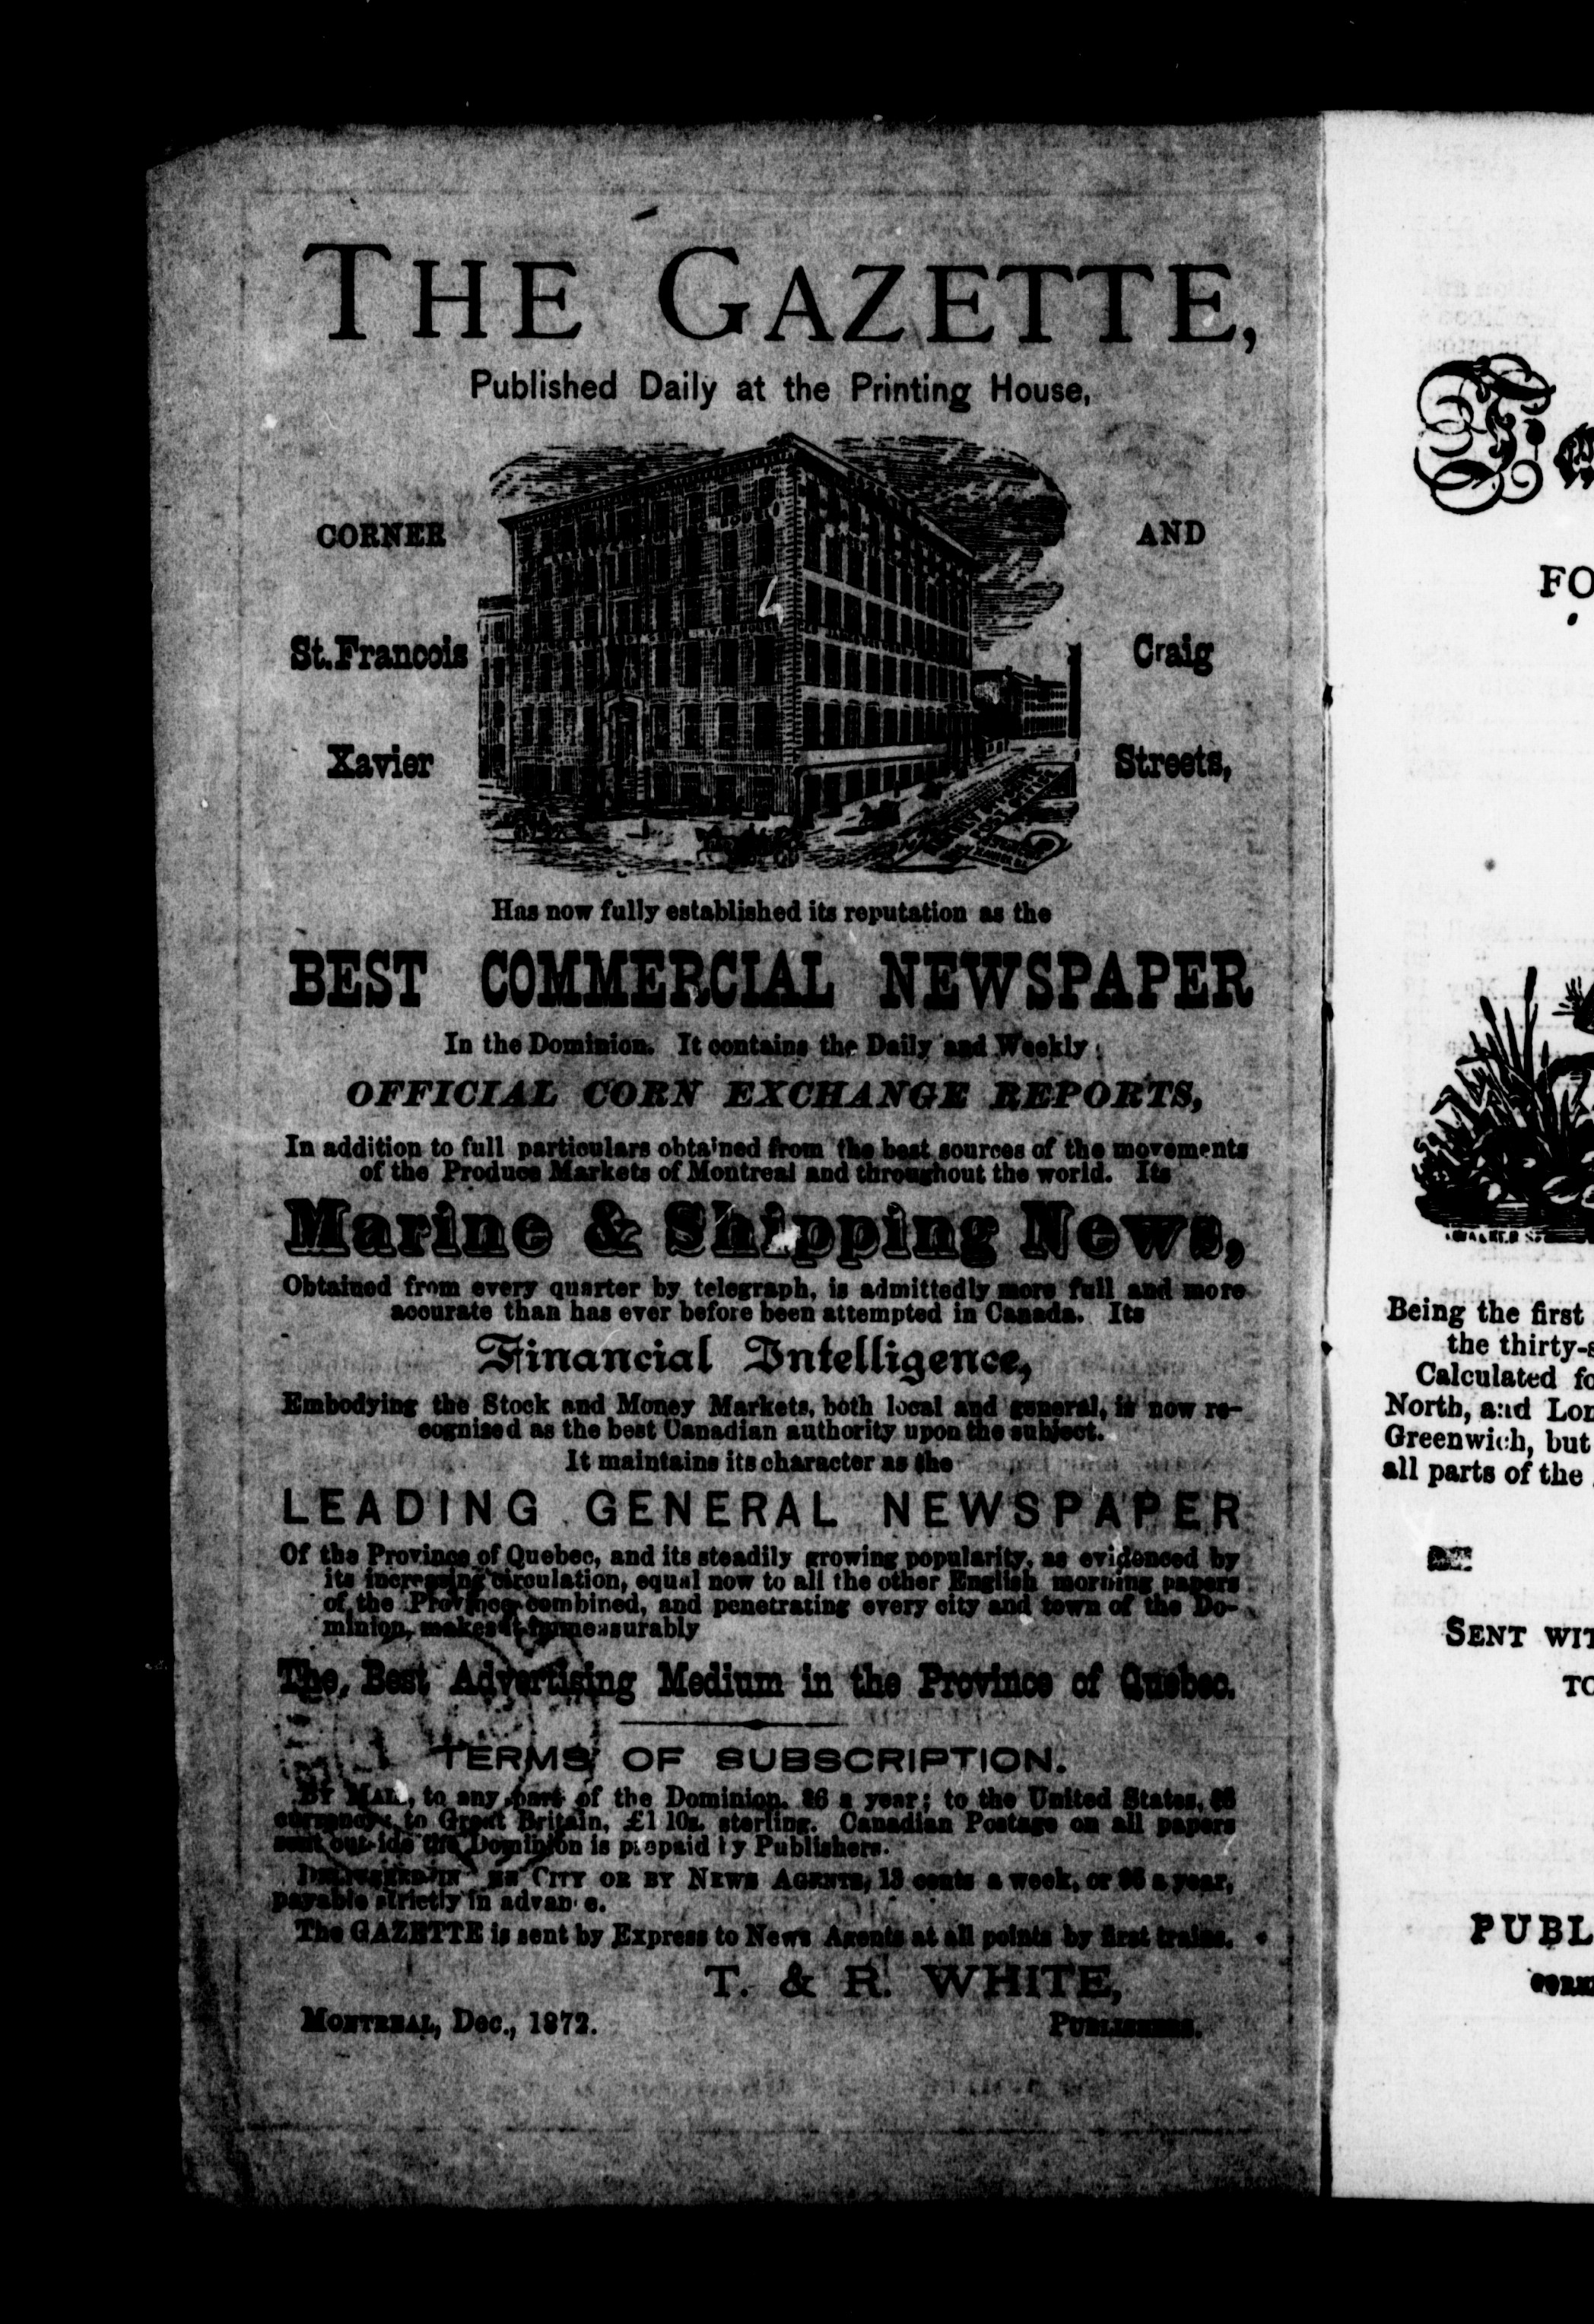 THE GAZETTE,
Published Daily at the Printing House,
CORNER
St.Francois
Xavier
AND
Craig
Streets,
Has now fully established its reputation as the
BEST COMMERCIAL NEWSPAPER
In the Dominion. It contains the Daily and Weekly
OFFICIAL CORN EXCHANGE REPORTS,
In addition to full particulars obtained from the best sources of the movements
of the Produce Markets of Montreal and throughout the world. Its
Marine & Shipping News,
Obtained from every quarter by telegraph, is admittedly more full and more
accurate than has ever before been attempted in Canada. Its
Financial Intelligence,
Embodying the Stock and Money Markets, both local and general, is now re-
cognised as the best Canadian authority upon the subject.
It maintains its character as the
LEADING GENERAL NEWSPAPER
Of the Province of Quebec, and its steadily growing popularity, as evidenced by
its increasing circulation, equal now to all the other English morning papers
of the Province combined, and penetrating every city and town of the Do-
minion, makes it immeasurably
The Best Advertising Medium in the Province of Quebec.
TERMS OF SUBSCRIPTION.
BY MAIL, to any part of the Dominion, $6 a year; to the United States,
currency; to Great Britain, £1 10s. sterling. Canadian Postage on all papers
sent outside the Dominion is prepaid by Publishers.
DELIVERED IN CITY OR BY NEWS AGENTS, 13 cents a week, or $6 a year,
payable strictly in advance.
The GAZETTE is sent by Express to News Agents at all points by first trains.
T. & R. WHITE,
MONTREAL, Dec., 1872.
PUBLISHERS.
FO
Being the first
the thirty-s
Calculated fo
North, and Lon
Greenwich, but
all parts of the
SENT WIT
TO
PUBL